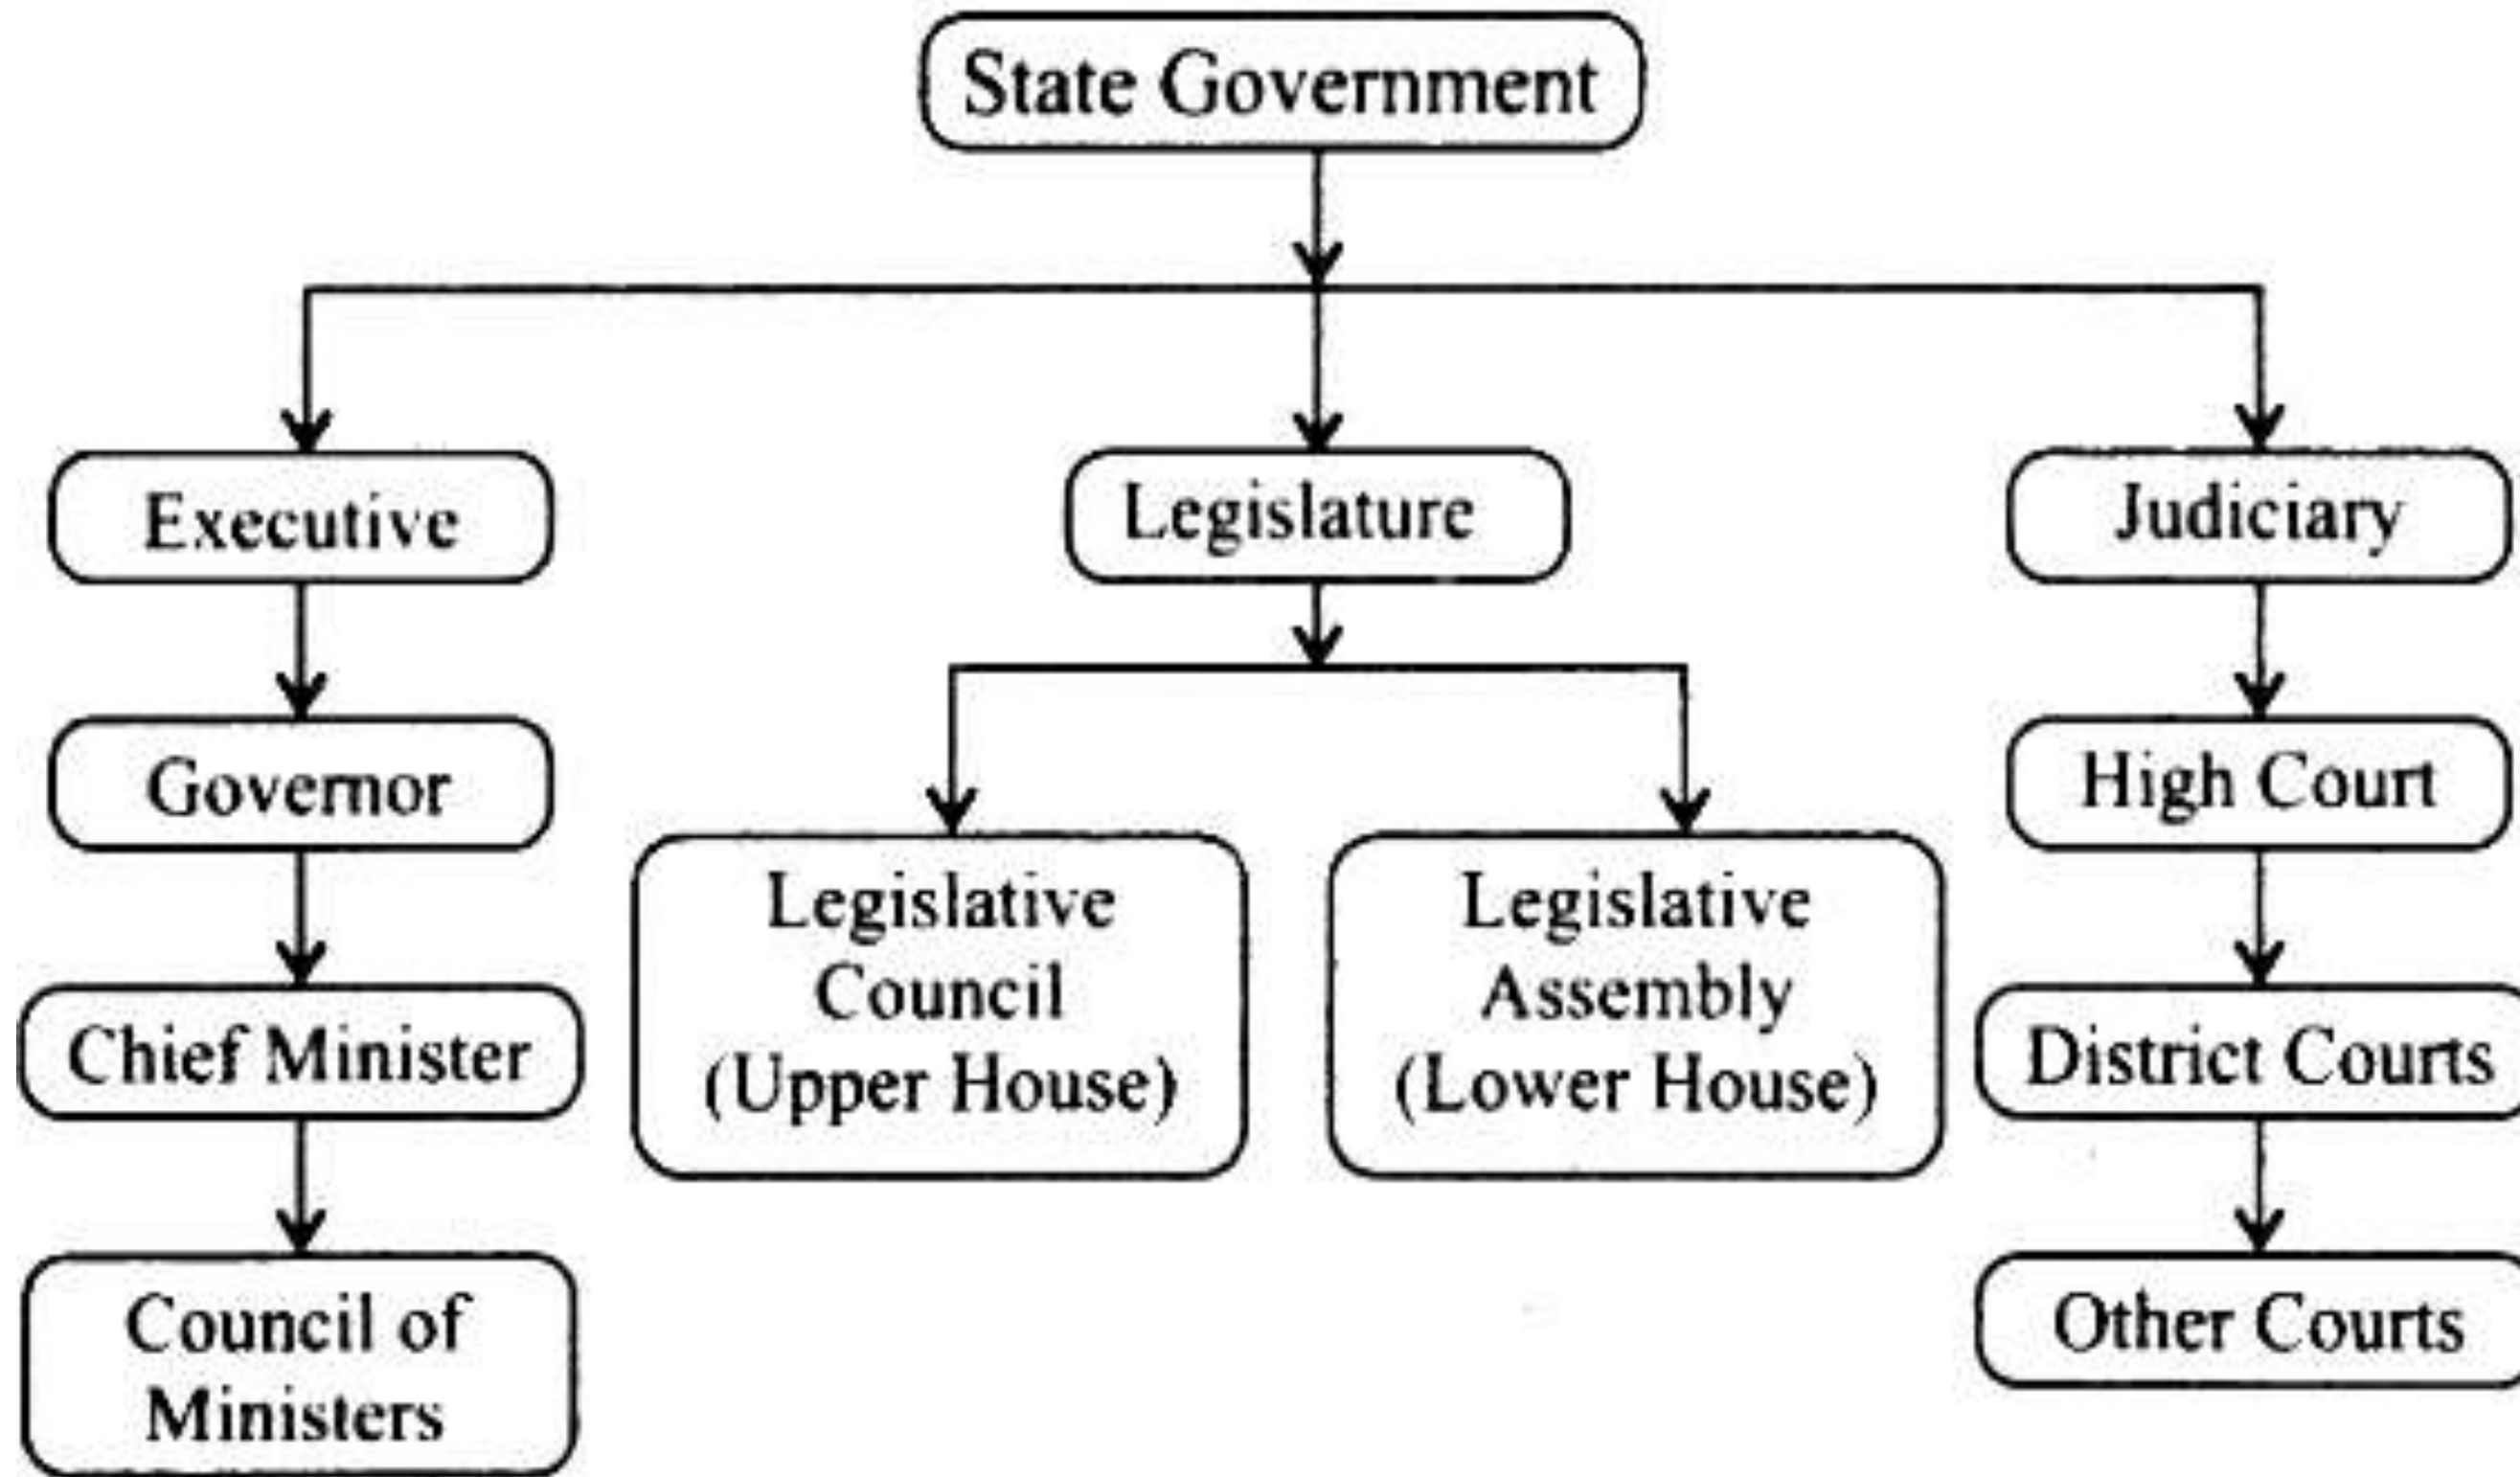 State Government
Executive
Legislature
Judiciary
Governor
High Court
Legislative
Council
(Upper House)
Legislative
Assembly
(Lower House)
Chief Minister
District Courts
Council of
Ministers
Other Courts